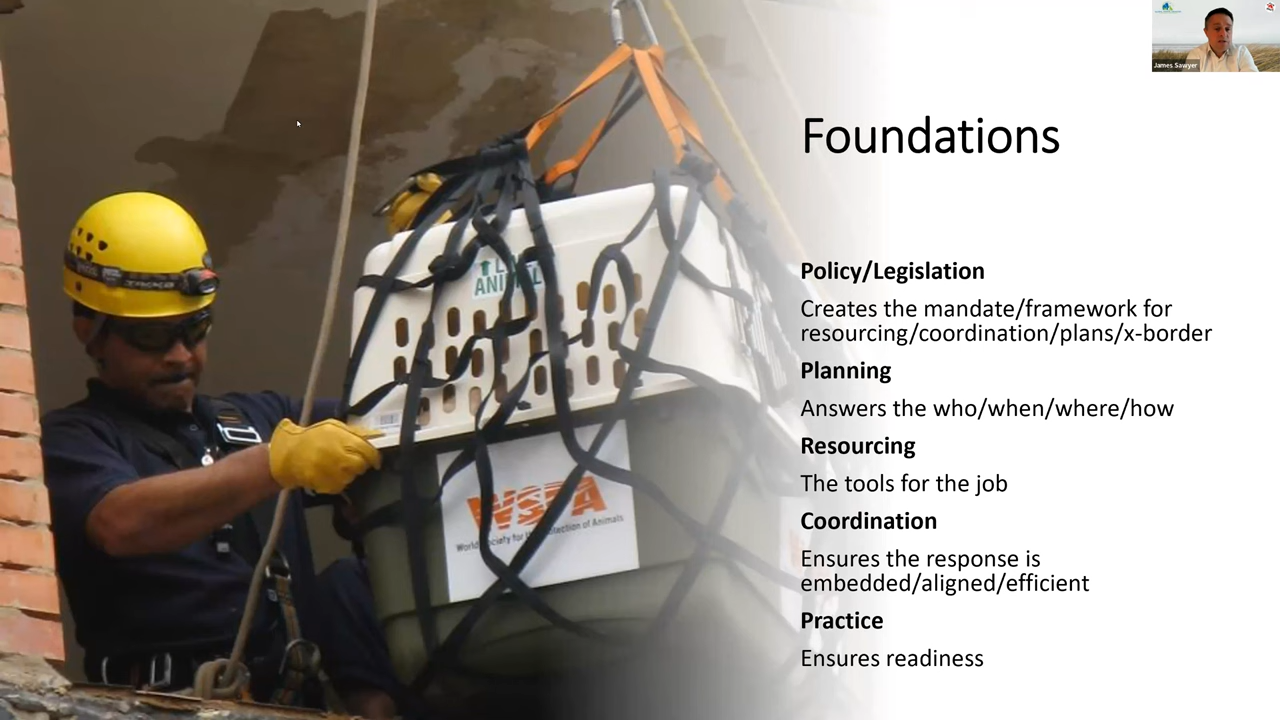 James Sawyer
Foundations
Policy/Legislation
Creates the mandate/framework for
resourcing/coordination/plans/x-border
Planning
Answers the who/when/where/how
Resourcing
The tools for the job
Coordination
Ensures the response is
embedded/aligned/efficient
Practice
Ensures readiness
ANIMAL
WSPA
World Society for the Protection of Animals